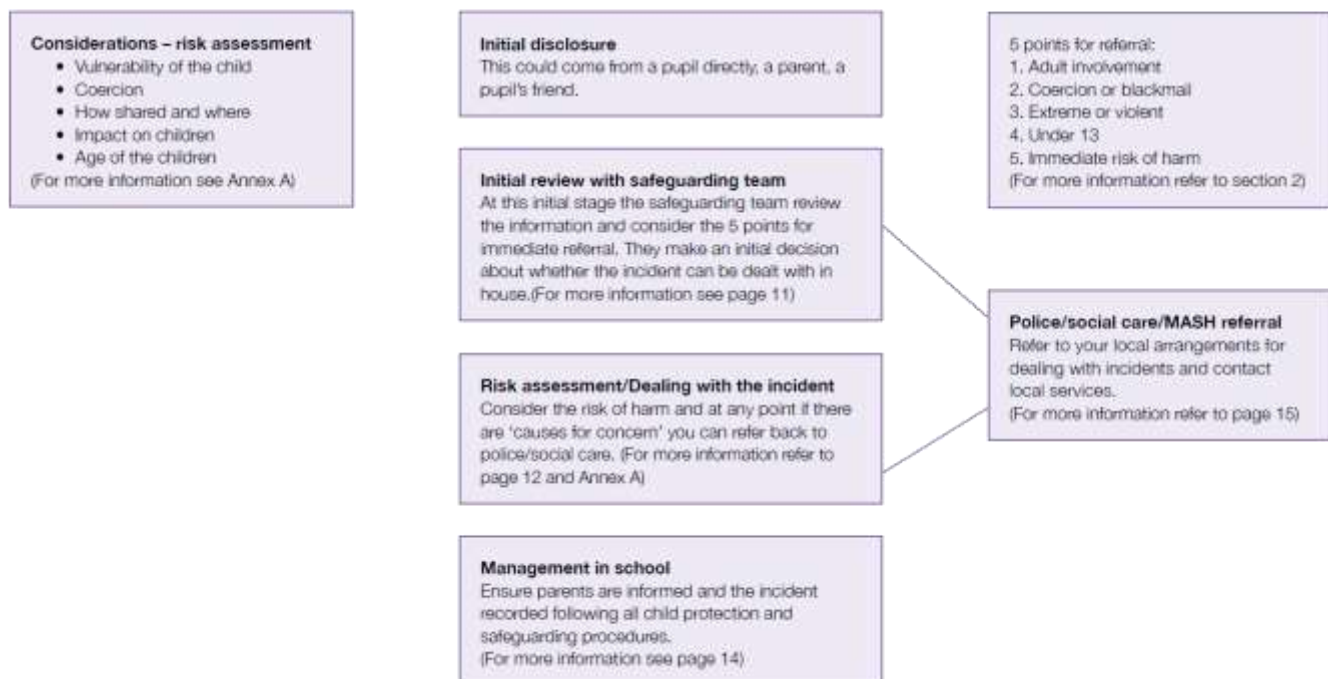 Considerations – risk assessment
• Vulnerability of the child
• Coercion
• How shared and where
• Impact on children
• Age of the children
(For more information see Annex A)
Initial disclosure
This could come from a pupil directly, a parent, a
pupil's friend.
5 points for referral:
1. Adult involvement
2. Coercion or blackmail
3. Extreme or violent
4. Under 13
5. Immediate risk of harm
(For more information refer to section 2)
Initial review with safeguarding team
At this initial stage the safeguarding team review
the information and consider the 5 points for
immediate referral. They make an initial decision
about whether the incident can be dealt with in
house.(For more information see page 11)
Police/social care/MASH referral
Refer to your local arrangements for
dealing with incidents and contact
local services.
(For more information refer to page 15)
Risk assessment/Dealing with the incident
Consider the risk of harm and at any point if there
are 'causes for concern' you can refer back to
police/social care. (For more information refer to
page 12 and Annex A)
Management in school
Ensure parents are informed and the incident
recorded following all child protection and
safeguarding procedures.
(For more information see page 14)